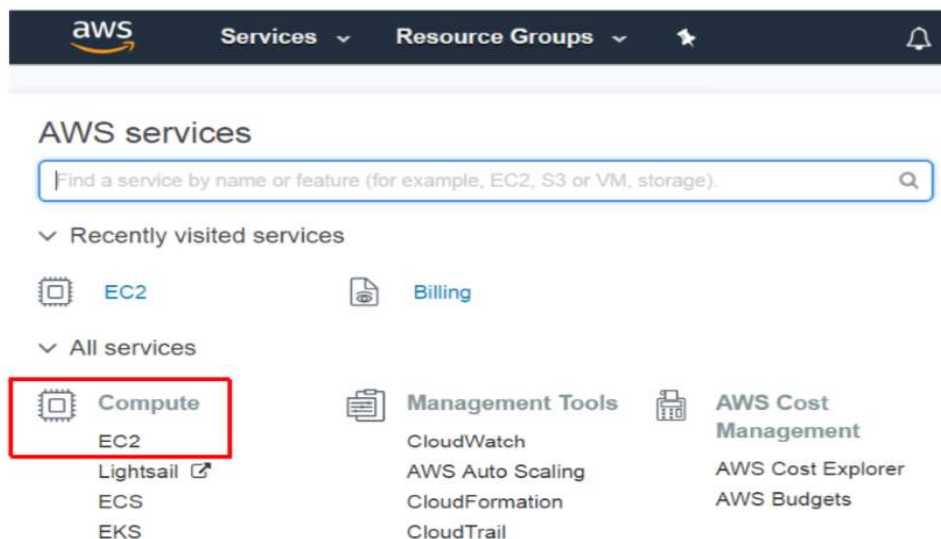 aws Services Resource Groups
AWS services
Find a service by name or feature (for example, EC2, S3 or VM, storage).
Recently visited services
EC2 Billing
All services
Compute
EC2
Lightsail
ECS
EKS
Management Tools
CloudWatch
AWS Auto Scaling
CloudFormation
CloudTrail
AWS Cost
Management
AWS Cost Explorer
AWS Budgets